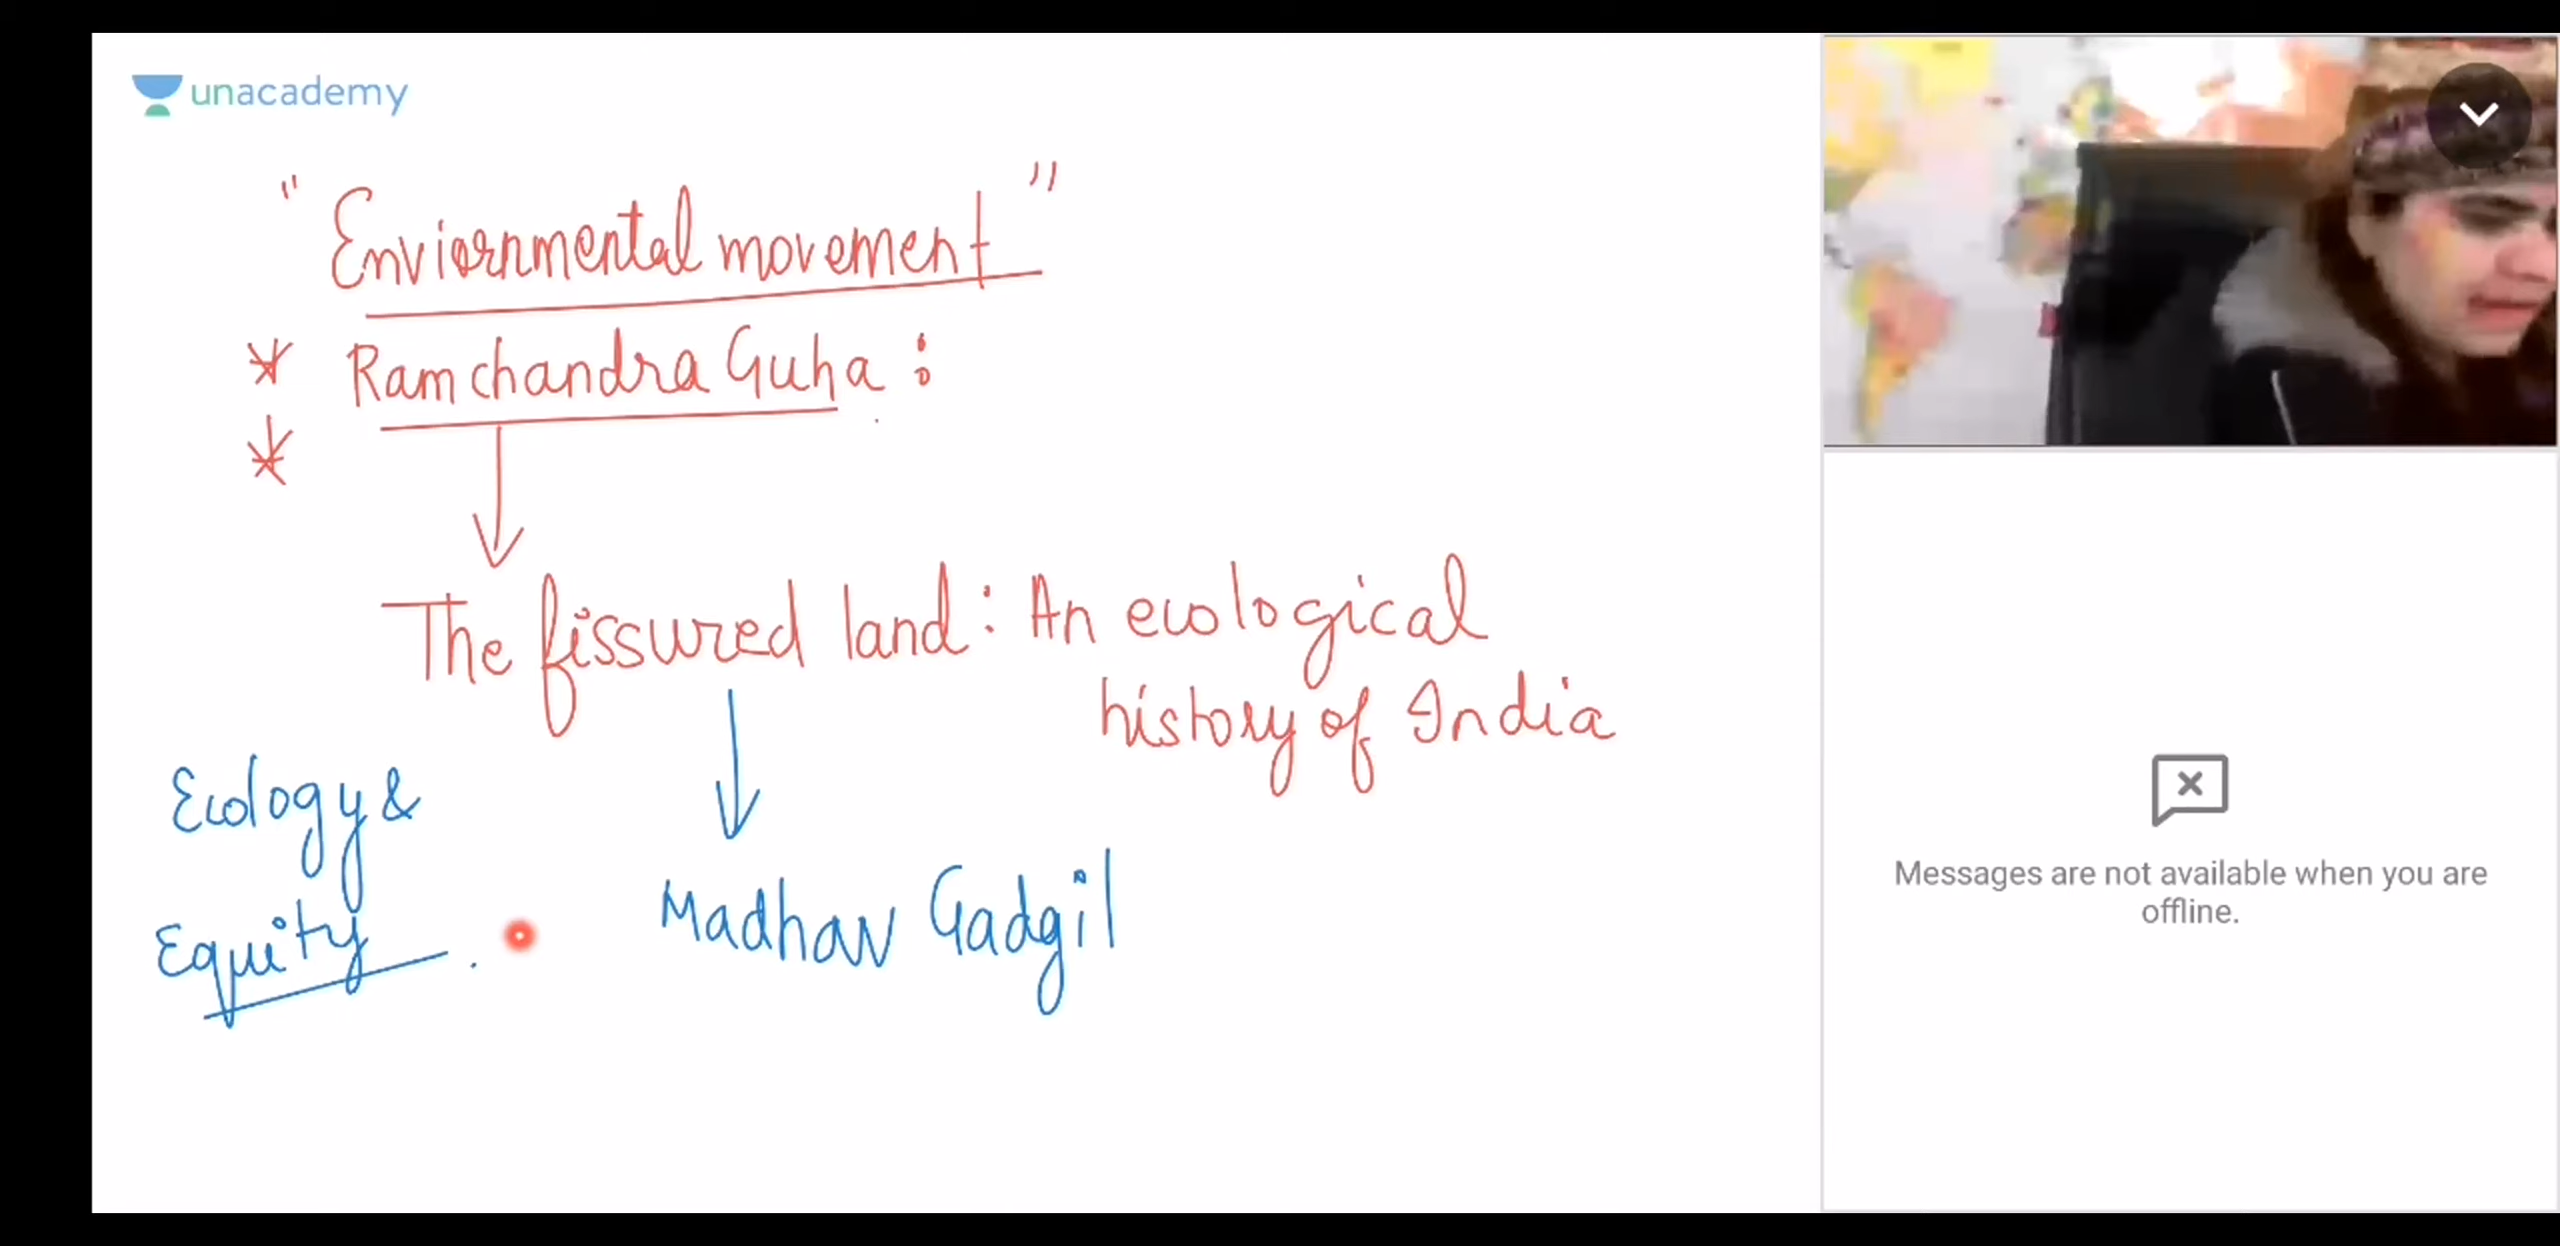 unacademy
" Enviornmental movement "
* Ramchandra Guha :
*
The fissured land : An ecological
history of India
Ecology &
Equity .
Madhav Gadgil
Messages are not available when you are
offline.